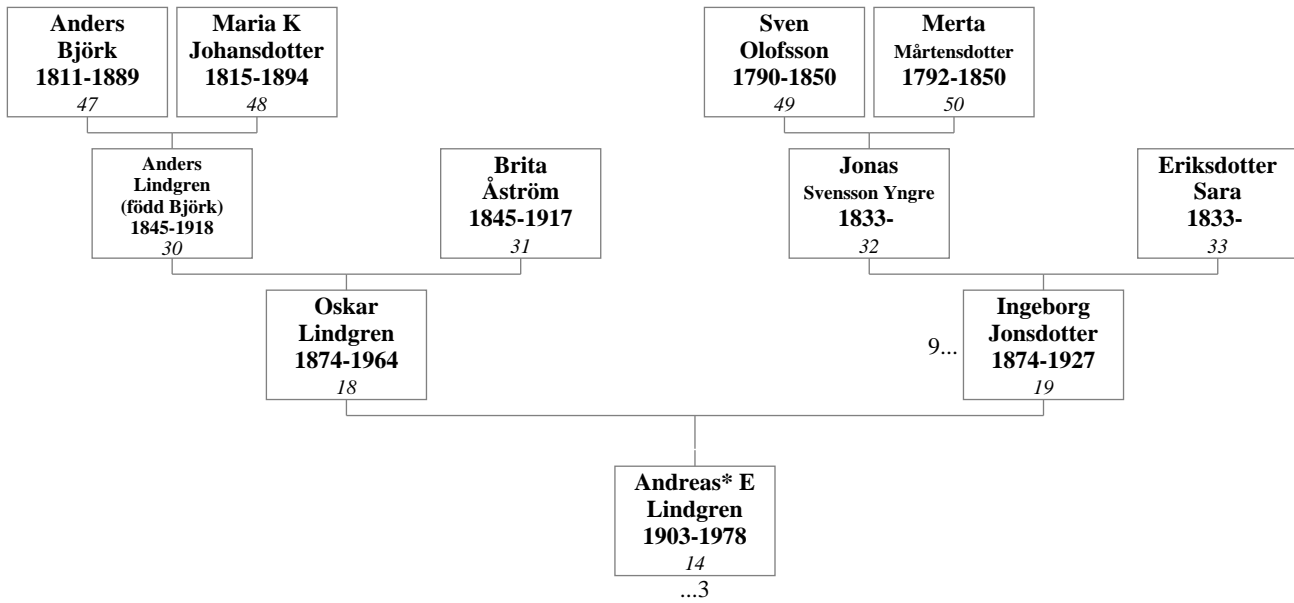 Anders
Björk
1811-1889
47
Maria K
Johansdotter
1815-1894
48
Sven
Olofsson
1790-1850
49
Merta
Mårtensdotter
1792-1850
50
Anders
Lindgren
(född Björk)
1845-1918
30
Brita
Åström
1845-1917
31
Jonas
Svensson Yngre
1833-
32
Eriksdotter
Sara
1833-
33
Oskar
Lindgren
1874-1964
18
9...
Ingeborg
Jonsdotter
1874-1927
19
Andreas* E
Lindgren
1903-1978
14
...3